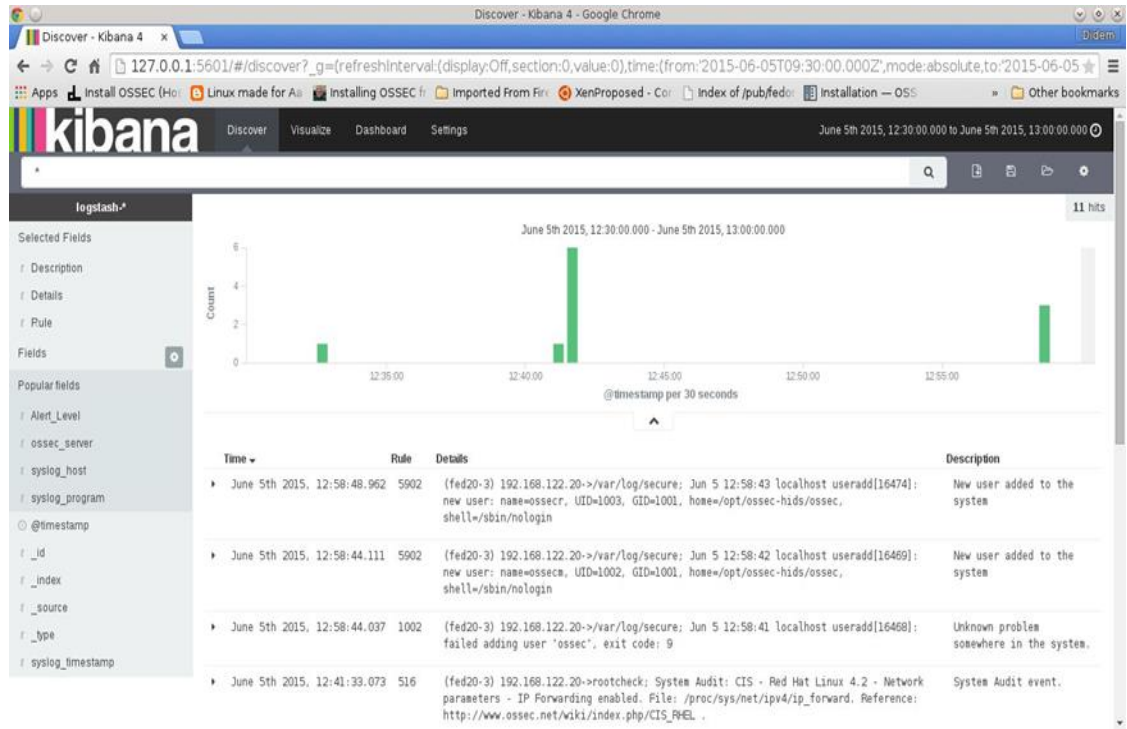 Discover - Kibana 4 - Google Chrome
Discover - Kibana 4 ×
Didem
127.0.0.1:5601/#/discover?_g=(refreshInterval:(display:Off,section:0,value:0),time:(from:'2015-06-05T09:30:00.000Z',mode:absolute,to:'2015-06-05
Apps Install OSSEC (Ho Linux made for Aa Installing OSSEC f Imported From Fire XenProposed - Cor Index of /pub/fedo Installation — OSS » Other bookmarks
kibana Discover Visualize Dashboard Settings June 5th 2015, 12:30:00.000 to June 5th 2015, 13:00:00.000
*
logstash-*
11 hits
Selected Fields
t Description
t Details
t Rule
Fields
Popular fields
t Alert_Level
t ossec_server
t syslog_host
t syslog_program
@timestamp
t _id
t _index
t _source
t _type
t syslog_timestamp
June 5th 2015, 12:30:00.000 - June 5th 2015, 13:00:00.000
Count
6
4
2
0
12:35:00 12:40:00 12:45:00 12:50:00 12:55:00
@timestamp per 30 seconds
Time Rule Details Description
June 5th 2015, 12:58:48.962 5902 (fed20-3) 192.168.122.20->/var/log/secure; Jun 5 12:58:43 localhost useradd[16474]: New user added to the
new user: name=ossecr, UID=1003, GID=1001, home=/opt/ossec-hids/ossec, system
shell=/sbin/nologin
June 5th 2015, 12:58:44.111 5902 (fed20-3) 192.168.122.20->/var/log/secure; Jun 5 12:58:42 localhost useradd[16469]: New user added to the
new user: name=ossecm, UID=1002, GID=1001, home=/opt/ossec-hids/ossec, system
shell=/sbin/nologin
June 5th 2015, 12:58:44.037 1002 (fed20-3) 192.168.122.20->/var/log/secure; Jun 5 12:58:41 localhost useradd[16468]: Unknown problem
failed adding user 'ossec', exit code: 9 somewhere in the system.
June 5th 2015, 12:41:33.073 516 (fed20-3) 192.168.122.20->rootcheck; System Audit: CIS - Red Hat Linux 4.2 - Network System Audit event.
parameters - IP Forwarding enabled. File: /proc/sys/net/ipv4/ip_forward. Reference:
http://www.ossec.net/wiki/index.php/CIS_RHEL .